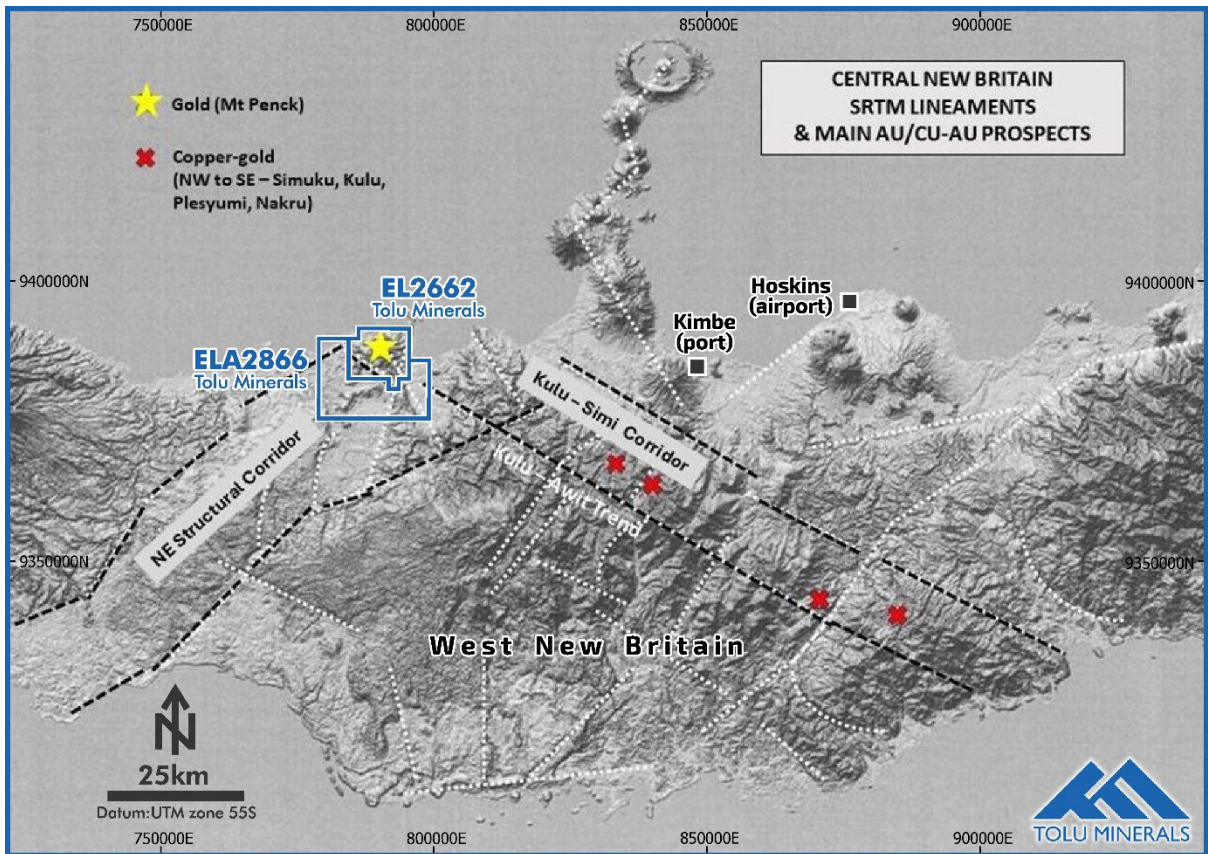 750000E
800000E
850000E
900000E
Gold (Mt Penck)
Copper-gold
(NW to SE – Simuku, Kulu,
Plesyumi, Nakru)
CENTRAL NEW BRITAIN
SRTM LINEAMENTS
& MAIN AU/CU-AU PROSPECTS
9400000N
9400000N
EL2662
Tolu Minerals
Hoskins
(airport)
Kimbe
(port)
ELA2866
Tolu Minerals
Kulu – Simi Corridor
Kulu – Awit Trend
NE Structural Corridor
9350000N
9350000N
West New Britain
N
25km
Datum:UTM zone 55S
TOLU MINERALS
750000E
800000E
850000E
900000E